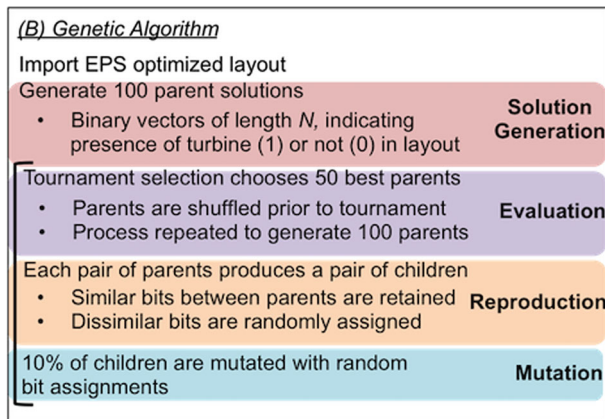 (B) Genetic Algorithm
Import EPS optimized layout
Generate 100 parent solutions
• Binary vectors of length N, indicating
presence of turbine (1) or not (0) in layout
Solution
Generation
Tournament selection chooses 50 best parents
• Parents are shuffled prior to tournament
• Process repeated to generate 100 parents
Evaluation
Each pair of parents produces a pair of children
• Similar bits between parents are retained
• Dissimilar bits are randomly assigned
Reproduction
10% of children are mutated with random
bit assignments
Mutation